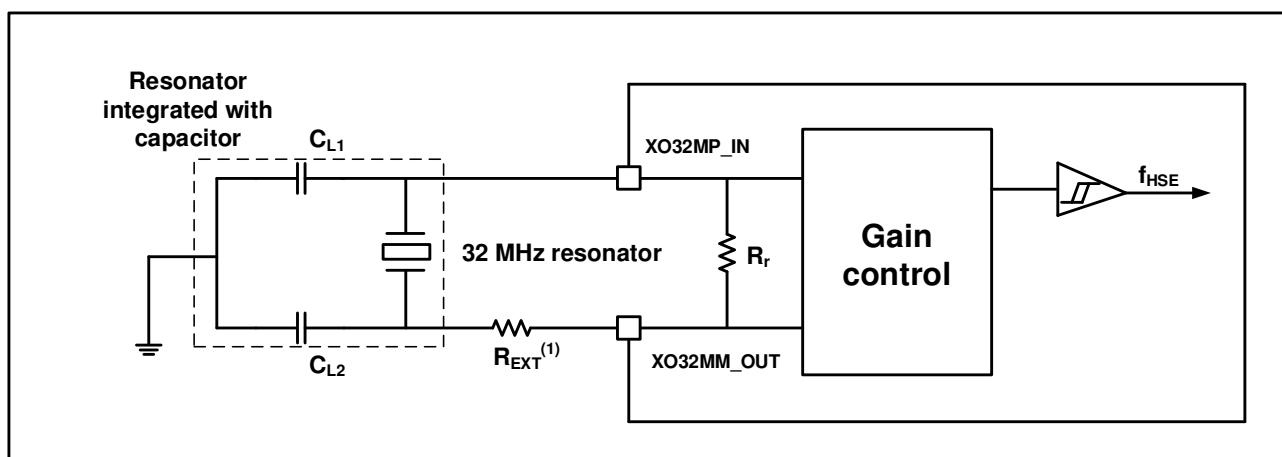 Resonator
integrated with
capacitor
CL1
XO32MP_IN
fHSE
32 MHz resonator
Rr
Gain
control
REXT(1)
XO32MM_OUT
CL2